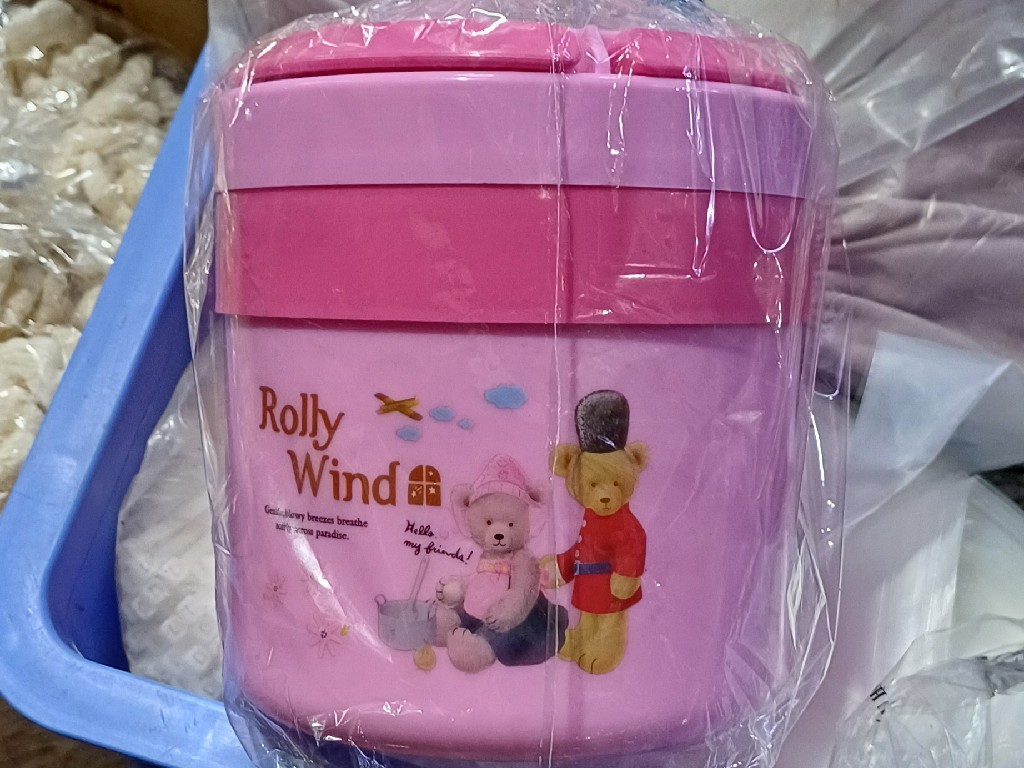 Rolly
Wind
Gentle blowy breezes breathe
across paradise.
Hello,
my friends!